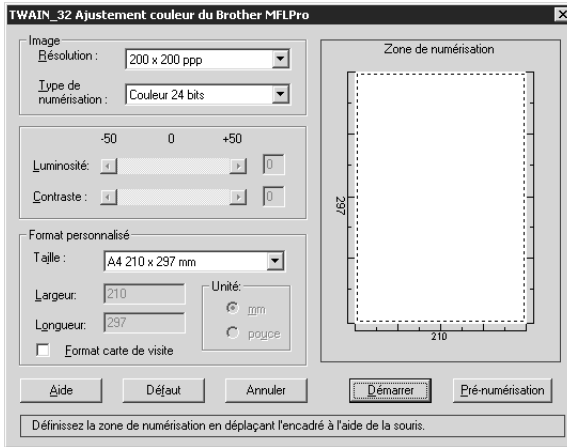 TWAIN_32 Ajustement couleur du Brother MFLPro
Image
Résolution :
200 x 200 ppp
Type de
numérisation :
Couleur 24 bits
-50 0 +50
Luminosité:
0
Contraste :
0
Format personnalisé
Taille :
A4 210 x 297 mm
Largeur:
210
Longueur:
297
Unité:
mm
pouce
Format carte de visite
Zone de numérisation
297
210
Aide
Défaut
Annuler
Démarrer
Pré-numérisation
Définissez la zone de numérisation en déplaçant l'encadré à l'aide de la souris.